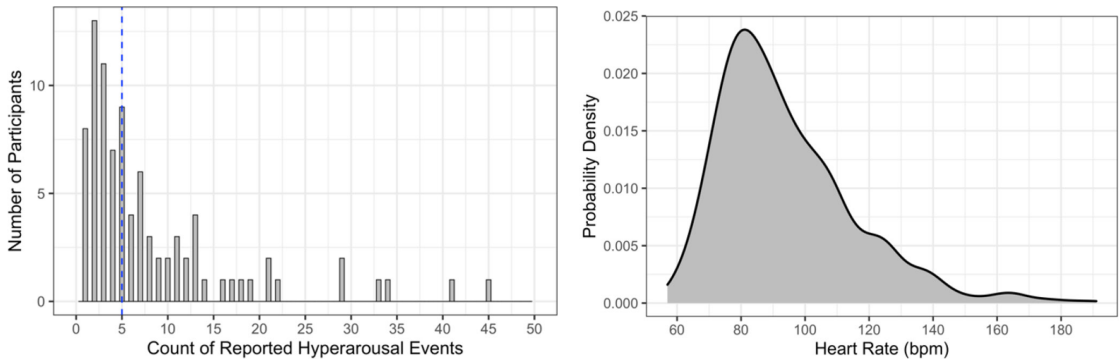 Number of Participants
10
5
0
0 5 10 15 20 25 30 35 40 45 50
Count of Reported Hyperarousal Events
Probability Density
0.025
0.020
0.015
0.010
0.005
0.000
60 80 100 120 140 160 180
Heart Rate (bpm)